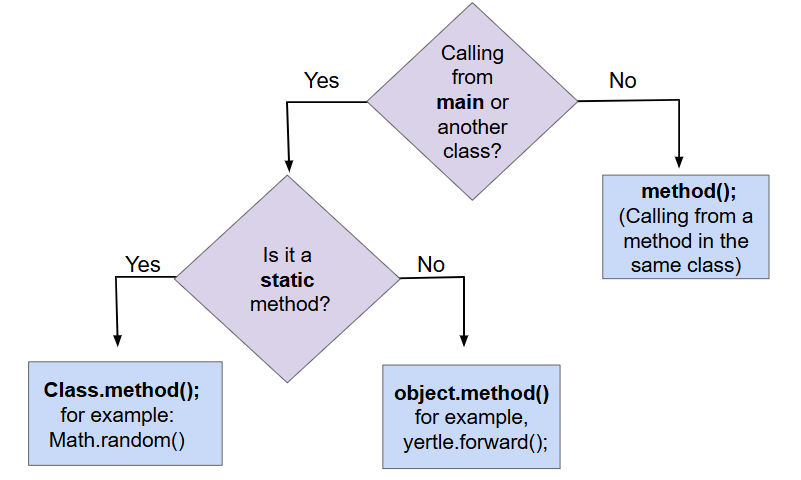 Calling
from
main or
another
class?
Yes
No
method();
(Calling from a
method in the
same class)
Is it a
static
method?
Yes
No
Class.method();
for example:
Math.random()
object.method()
for example,
yertle.forward();